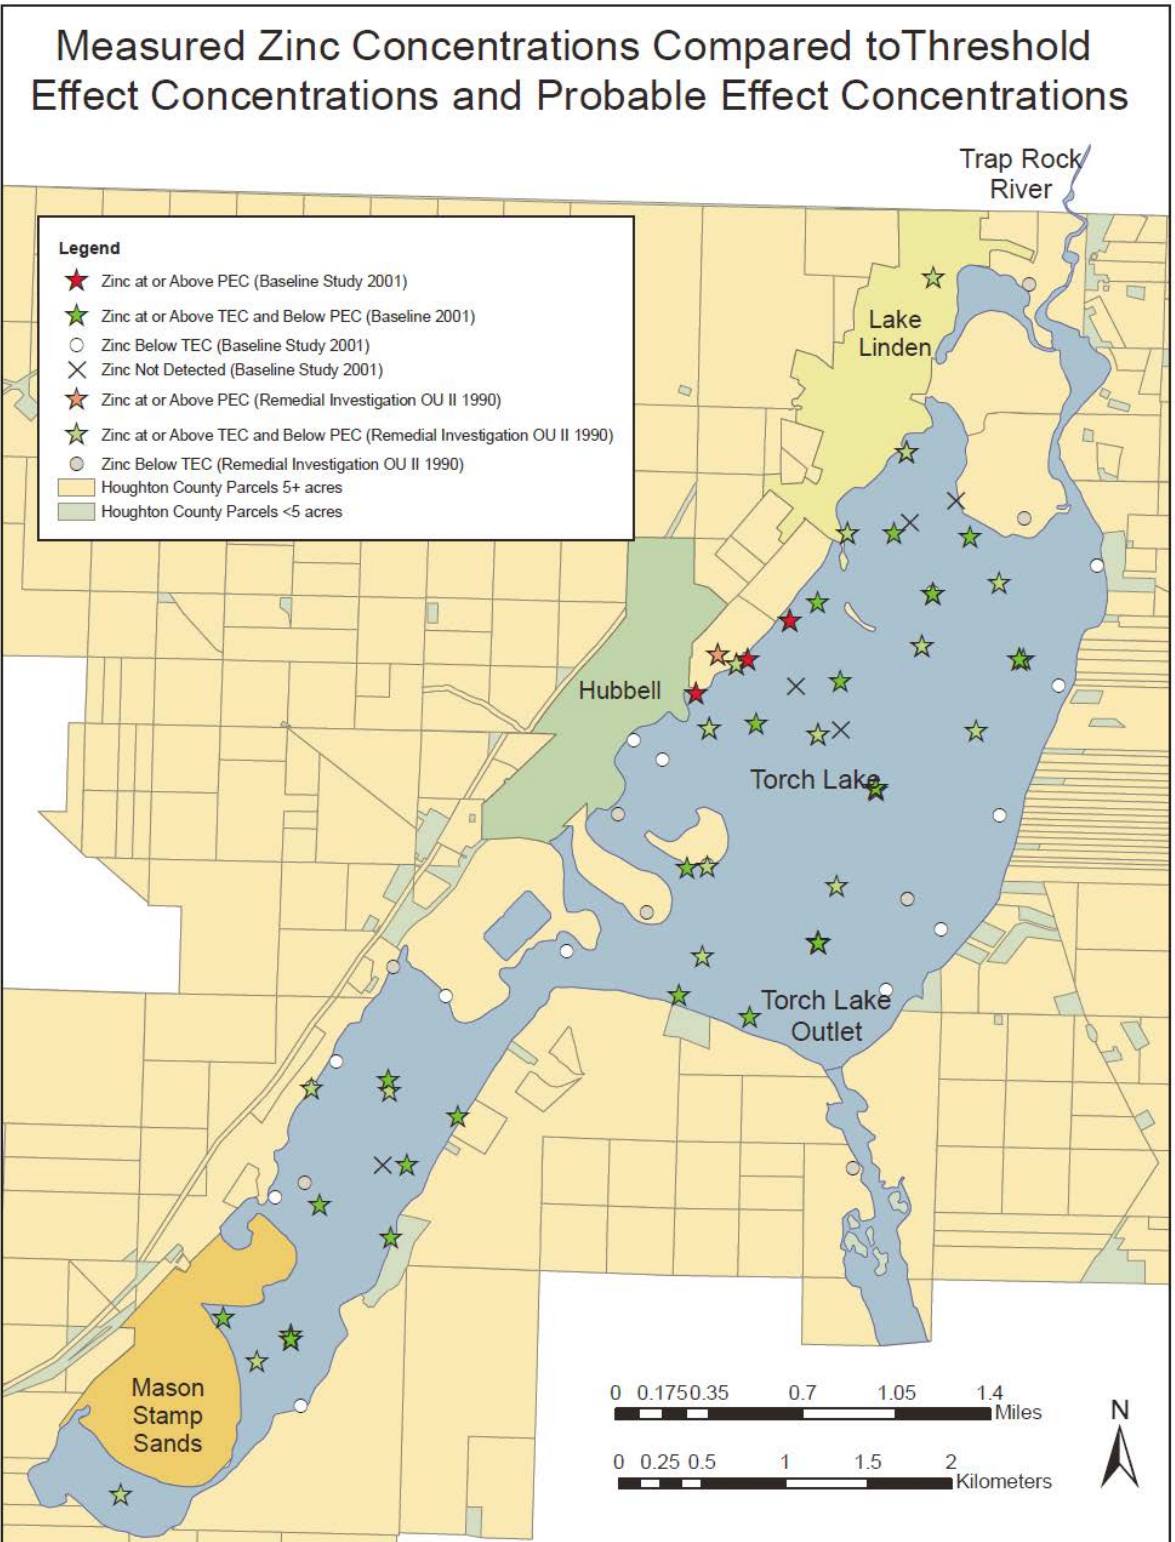 Measured Zinc Concentrations Compared toThreshold
Effect Concentrations and Probable Effect Concentrations
Trap Rock
River
Legend
Zinc at or Above PEC (Baseline Study 2001)
Zinc at or Above TEC and Below PEC (Baseline 2001)
Zinc Below TEC (Baseline Study 2001)
Zinc Not Detected (Baseline Study 2001)
Zinc at or Above PEC (Remedial Investigation OU II 1990)
Zinc at or Above TEC and Below PEC (Remedial Investigation OU II 1990)
Zinc Below TEC (Remedial Investigation OU II 1990)
Houghton County Parcels 5+ acres
Houghton County Parcels <5 acres
Lake
Linden
Hubbell
Torch Lake
Torch Lake
Outlet
Mason
Stamp
Sands
0 0.175 0.35 0.7 1.05 1.4
Miles
0 0.25 0.5 1 1.5 2
Kilometers
N